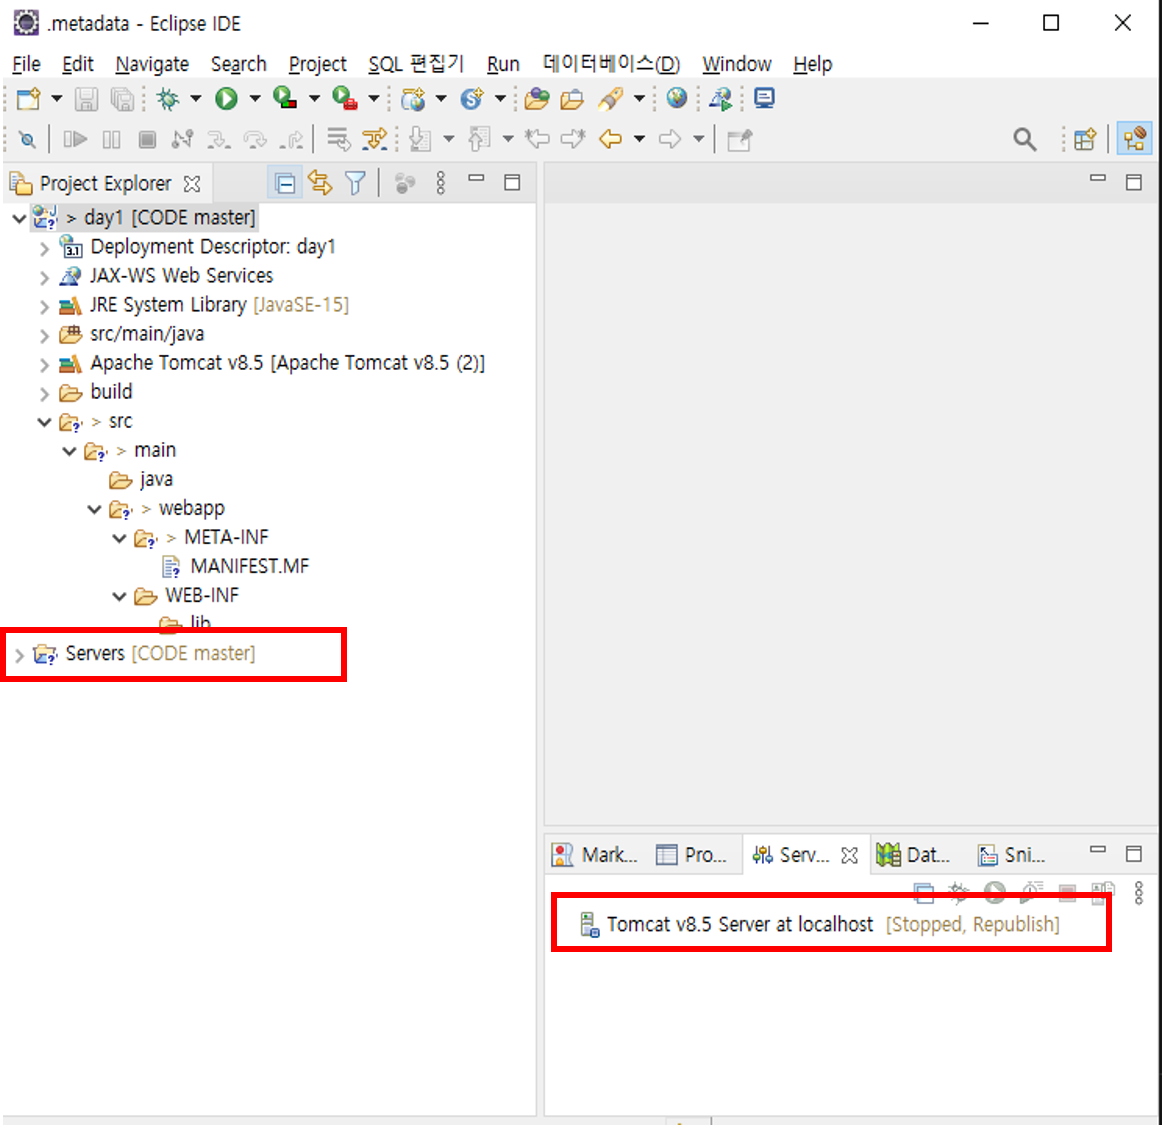 .metadata - Eclipse IDE
File Edit Navigate Search Project SQL 편집기 Run 데이터베이스(D) Window Help
Project Explorer
> day1 [CODE master]
3.1 Deployment Descriptor: day1
JAX-WS Web Services
JRE System Library [JavaSE-15]
src/main/java
Apache Tomcat v8.5 [Apache Tomcat v8.5 (2)]
build
> src
> main
java
> webapp
> META-INF
MANIFEST.MF
WEB-INF
lib
Servers [CODE master]
Mark... Pro... Serv... Dat... Sni...
Tomcat v8.5 Server at localhost [Stopped, Republish]